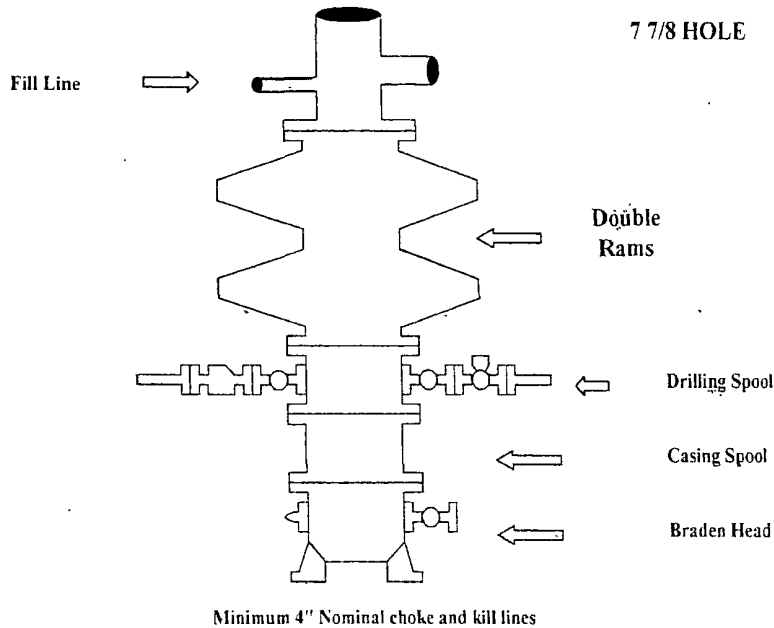 7 7/8 HOLE
Fill Line
Double
Rams
Drilling Spool
Casing Spool
Braden Head
Minimum 4" Nominal choke and kill lines